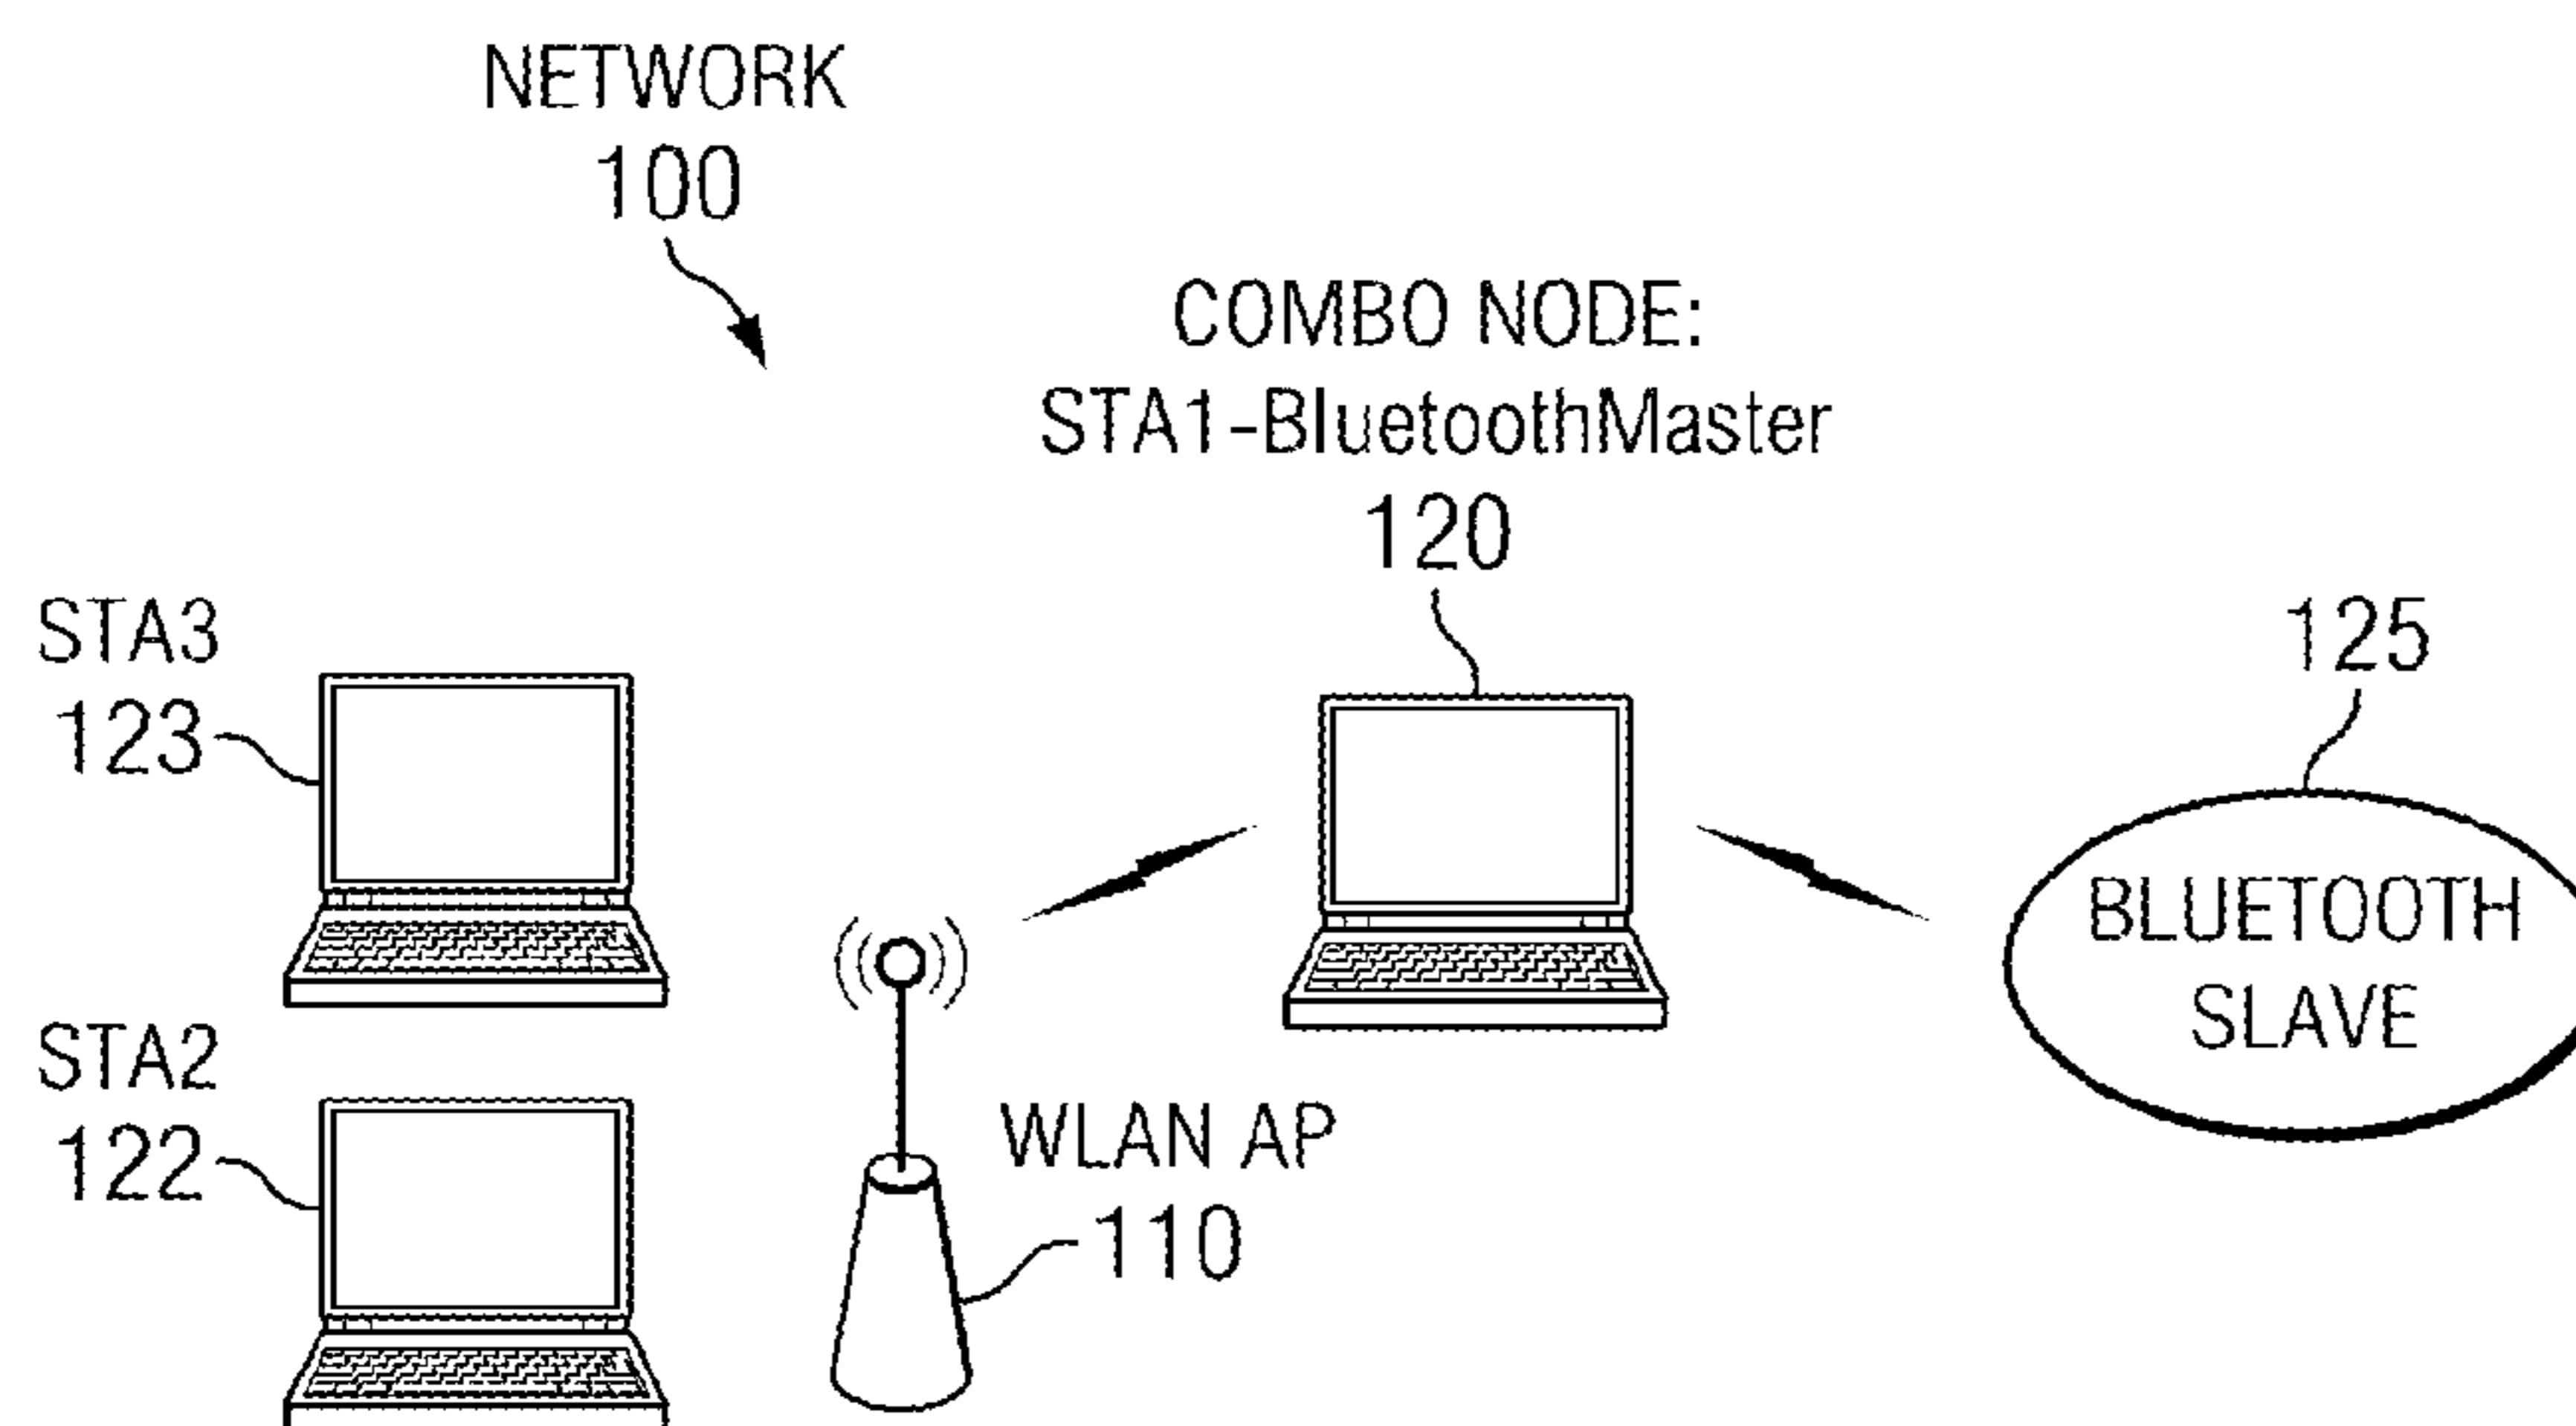 NETWORK
100
COMBO NODE:
STA1-BluetoothMaster
120
STA3
123
125
BLUETOOTH
SLAVE
STA2
122
WLAN AP
110